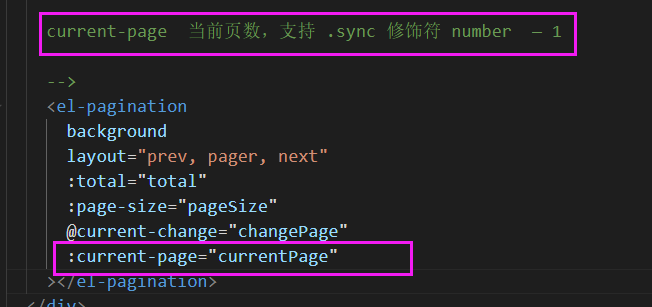 current-page 当前页数，支持 .sync 修饰符 number — 1
-->
<el-pagination
background
layout="prev, pager, next"
:total="total"
:page-size="pageSize"
@current-change="changePage"
:current-page="currentPage"
></el-pagination>
</div>